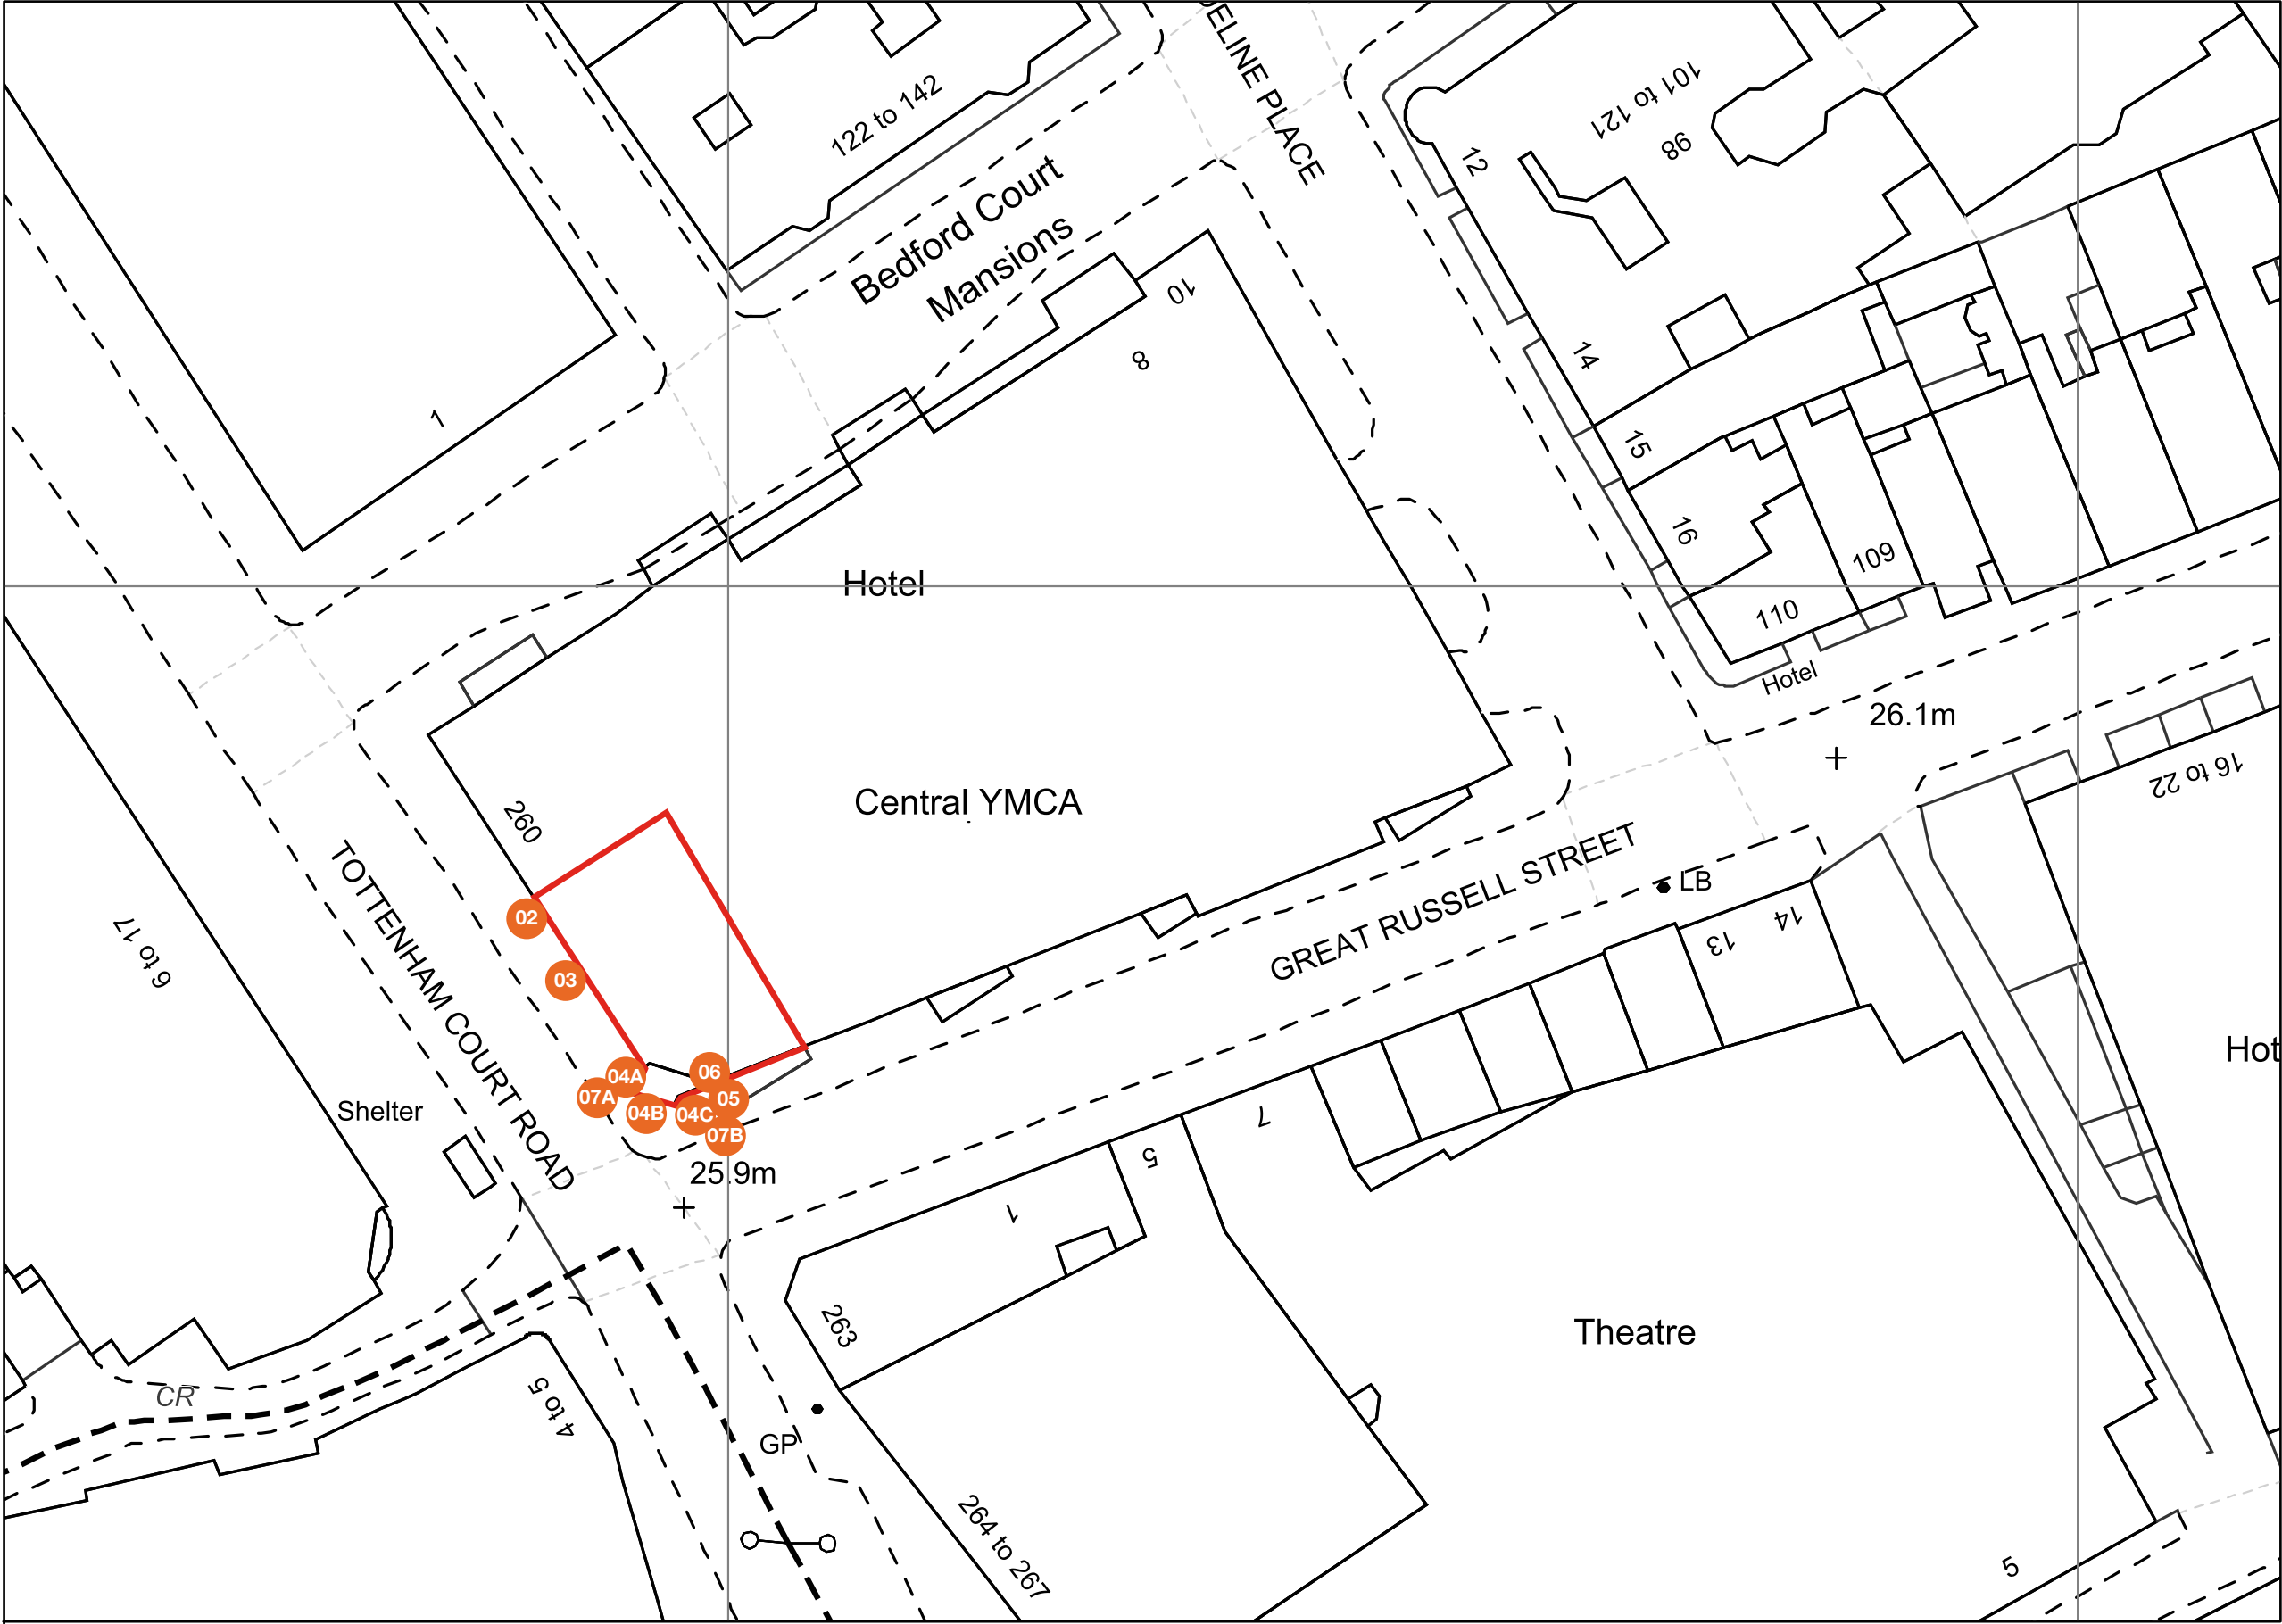 SELINE PLACE
122 to 142
101 to 121
98
12
Bedford Court
Mansions
10
8
14
1
15
16
109
110
Hotel
Hotel
26.1m
16 to 22
260
Central YMCA
TOTTENHAM COURT ROAD
GREAT RUSSELL STREET
LB
14
13
6 to 17
02
03
04A
06
07A
04B
04C
05
07B
Shelter
25.9m
7
5
1
Hot
263
Theatre
CR
4 to 5
GP
264 to 267
5